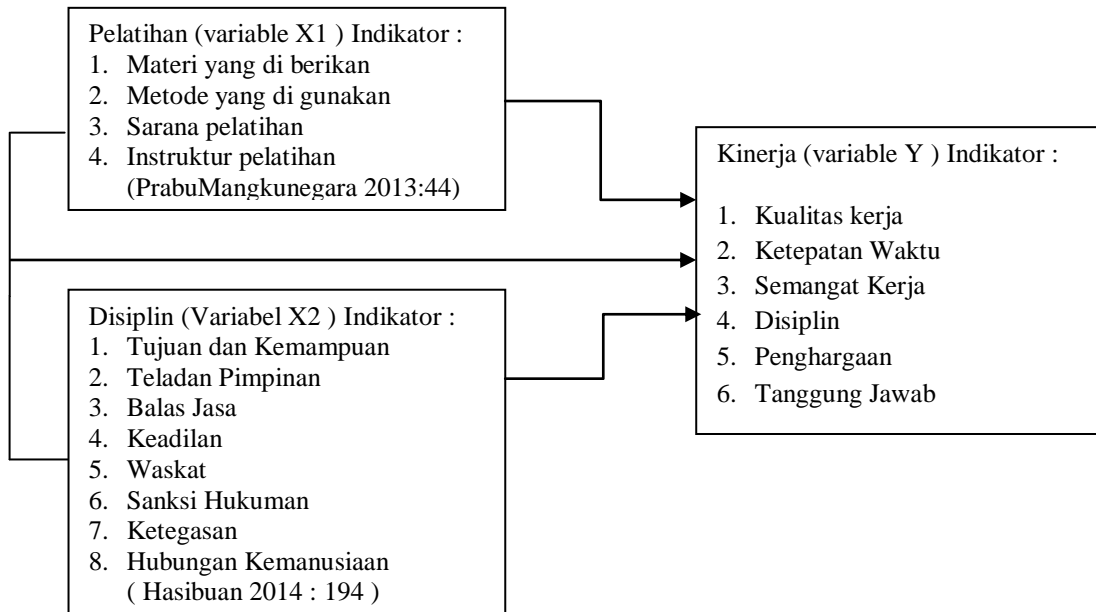 Pelatihan (variable X1 ) Indikator :
1. Materi yang di berikan
2. Metode yang di gunakan
3. Sarana pelatihan
4. Instruktur pelatihan
(PrabuMangkunegara 2013:44)
Disiplin (Variabel X2 ) Indikator :
1. Tujuan dan Kemampuan
2. Teladan Pimpinan
3. Balas Jasa
4. Keadilan
5. Waskat
6. Sanksi Hukuman
7. Ketegasan
8. Hubungan Kemanusiaan
( Hasibuan 2014 : 194 )
Kinerja (variable Y ) Indikator :
1. Kualitas kerja
2. Ketepatan Waktu
3. Semangat Kerja
4. Disiplin
5. Penghargaan
6. Tanggung Jawab